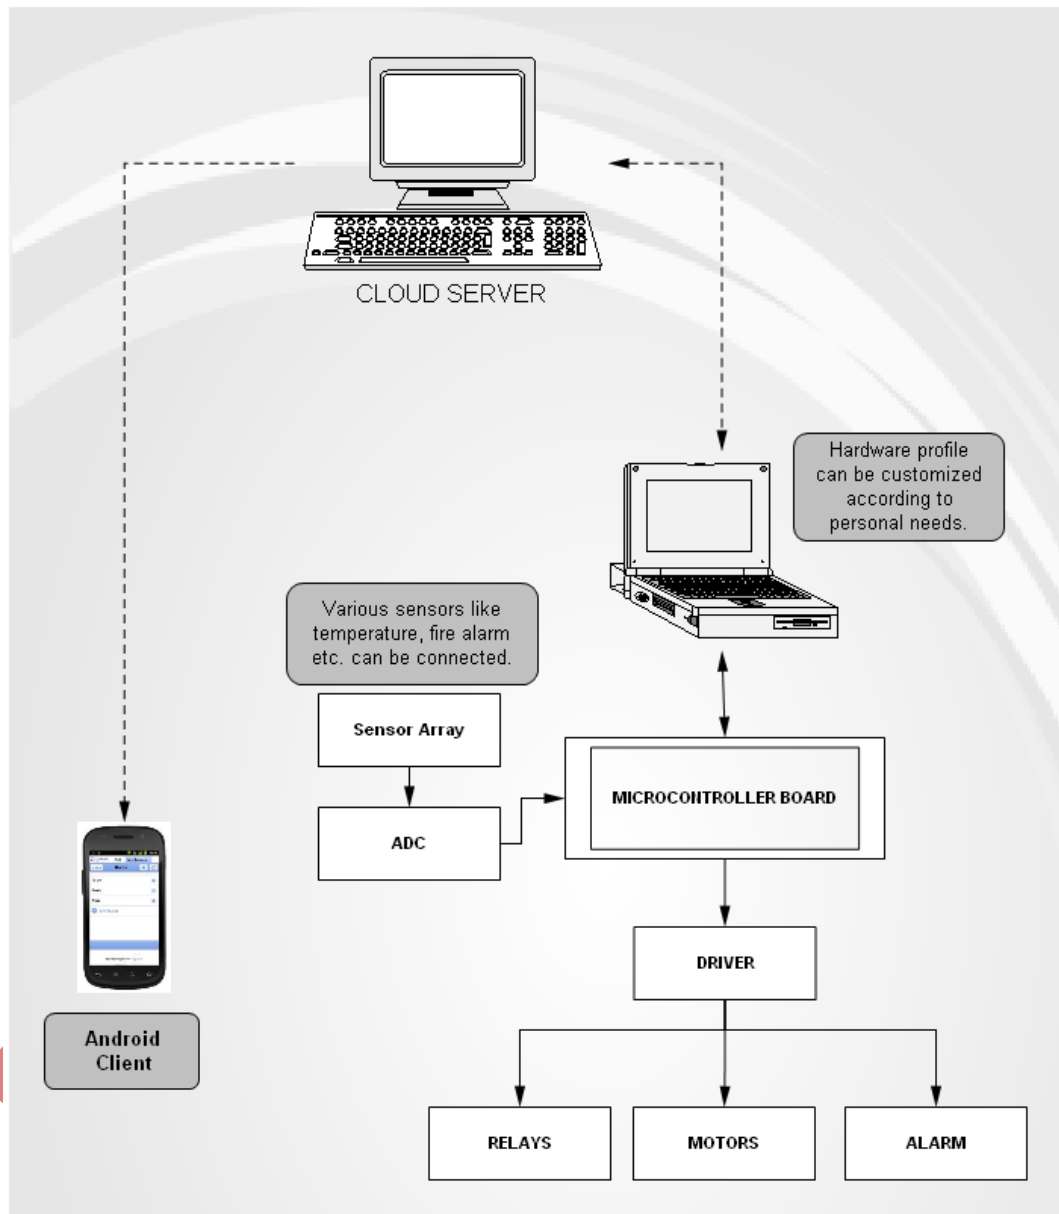 CLOUD SERVER
Hardware profile
can be customized
according to
personal needs.
Various sensors like
temperature, fire alarm
etc. can be connected.
Sensor Array
MICROCONTROLLER BOARD
ADC
DRIVER
Android
Client
RELAYS
MOTORS
ALARM